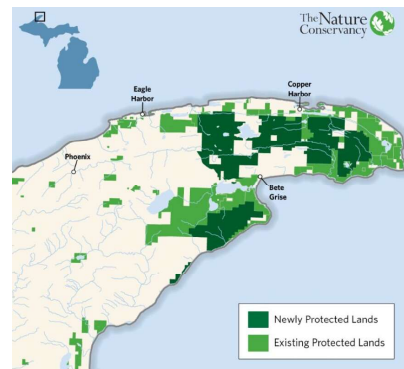 The Nature
Conservancy
Eagle
Harbor
Copper
Harbor
Phoenix
Bete
Grise
Newly Protected Lands
Existing Protected Lands